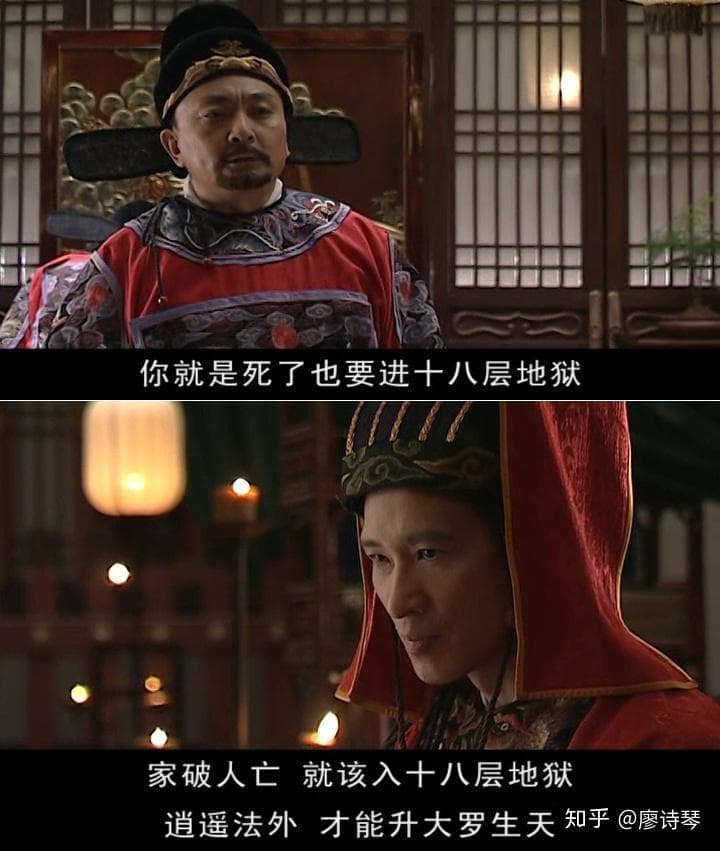 你就是死了也要进十八层地狱
家破人亡 就该入十八层地狱
逍遥法外 才能升大罗生天
知乎 @廖诗琴